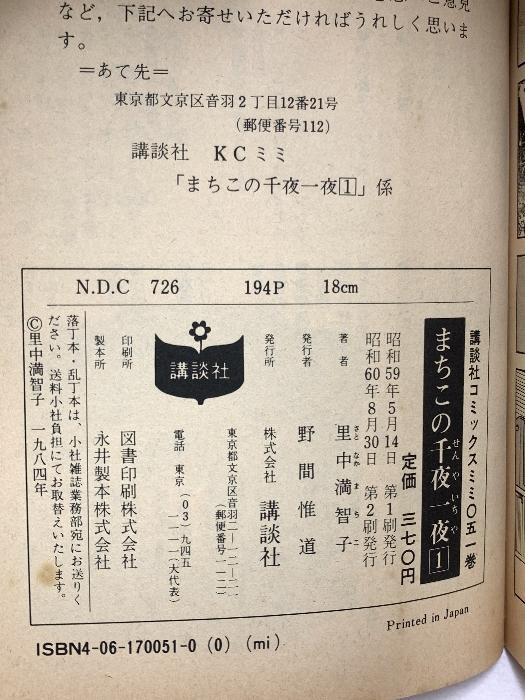 など，下記へお寄せいただければうれしく思いま
す。
＝あて先＝
東京都文京区音羽２丁目12番21号
（郵便番号112）
講談社　ＫＣミミ
「まちこの千夜一夜1」係
N.D.C　726　194P　18cm
講談社コミックスミミ〇五一巻
まちこの千夜一夜 1
せんやいちや
定価　三七〇円
昭和59年5月14日　第1刷発行
昭和60年8月30日　第2刷発行
著者　里中満智子
さとなかまちこ
発行者　野間惟道
発行所　株式会社　講談社
東京都文京区音羽二―一二―二一
（郵便番号一一二）
電話　東京（〇三）九四五
一一一一（大代表）
講談社
印刷所　図書印刷株式会社
製本所　永井製本株式会社
落丁本・乱丁本は、小社雑誌業務部宛にお送りく
ださい。送料小社負担にてお取替えいたします。
©里中満智子　一九八四年
Printed in Japan
ISBN4-06-170051-0 (0) (mi)